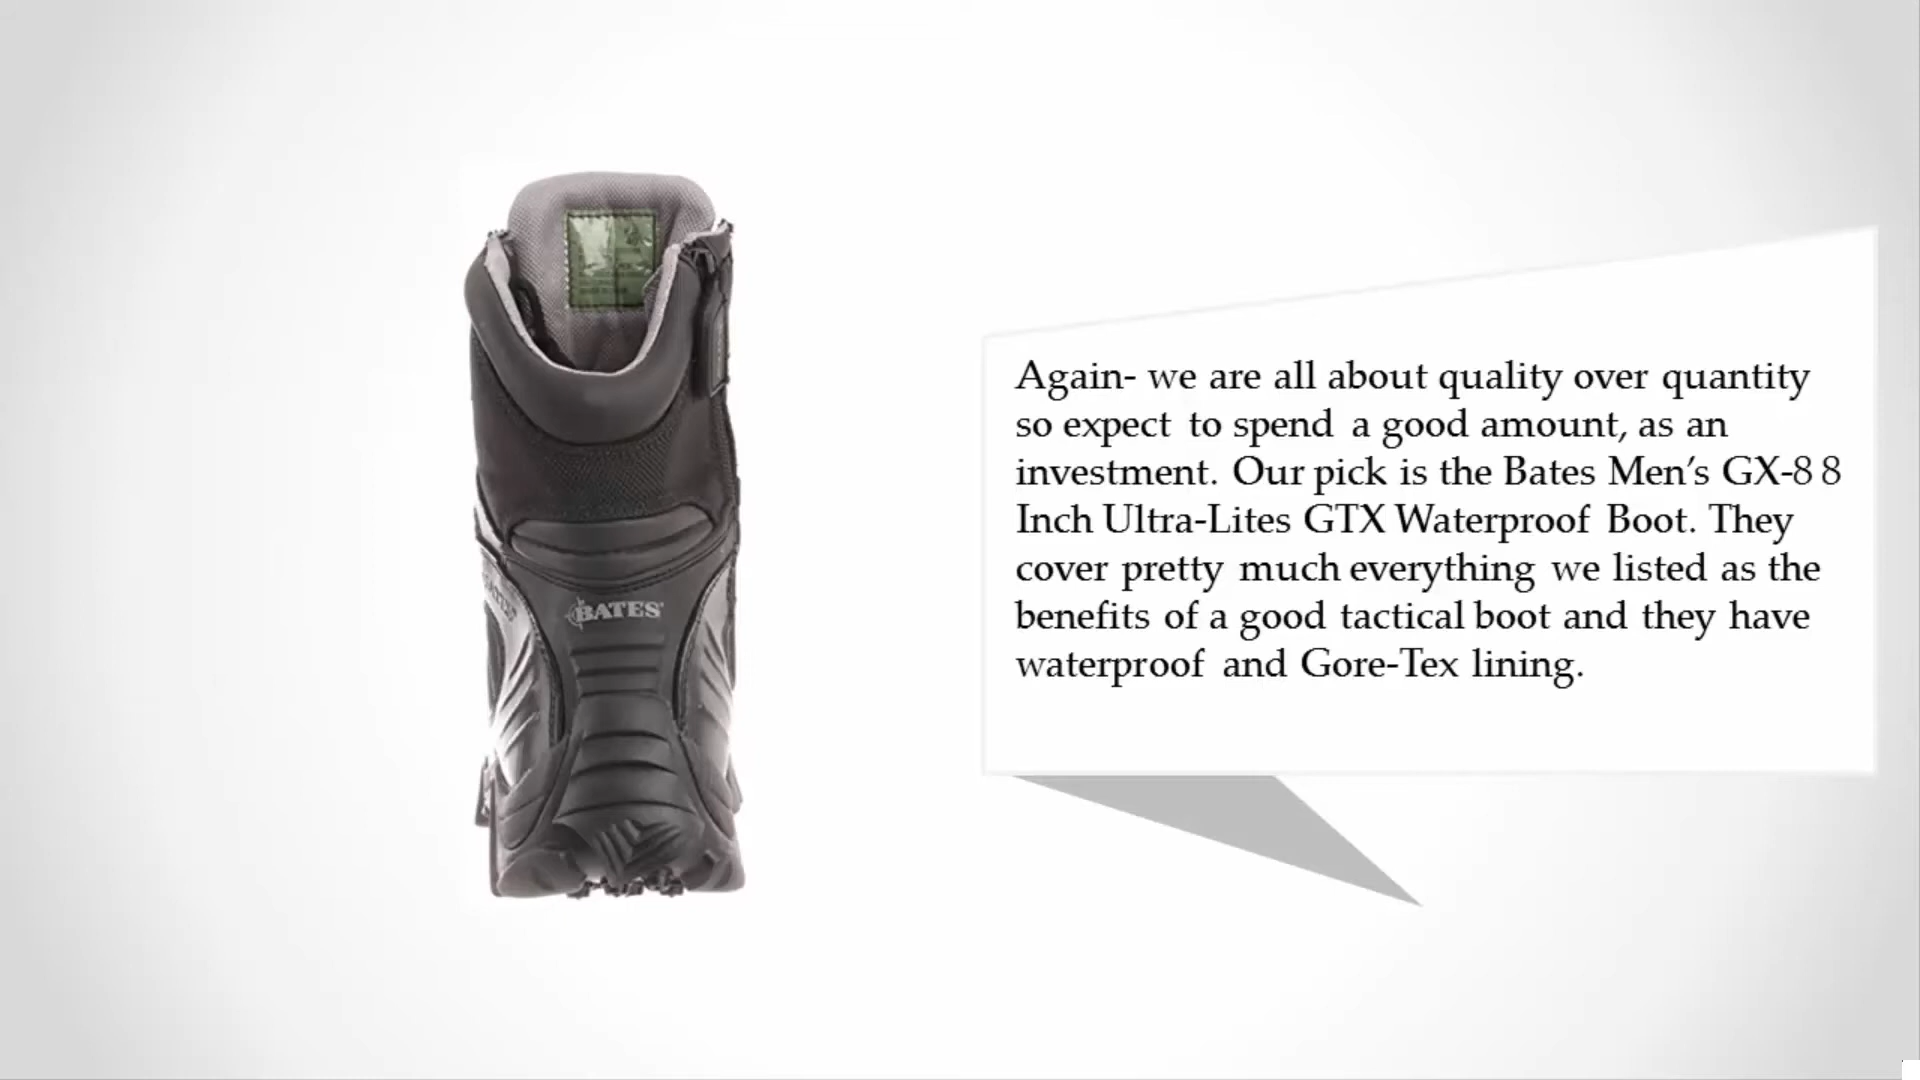 Again- we are all about quality over quantity
so expect to spend a good amount, as an
investment. Our pick is the Bates Men’s GX-8 8
Inch Ultra-Lites GTX Waterproof Boot. They
cover pretty much everything we listed as the
benefits of a good tactical boot and they have
waterproof and Gore-Tex lining.
BATES